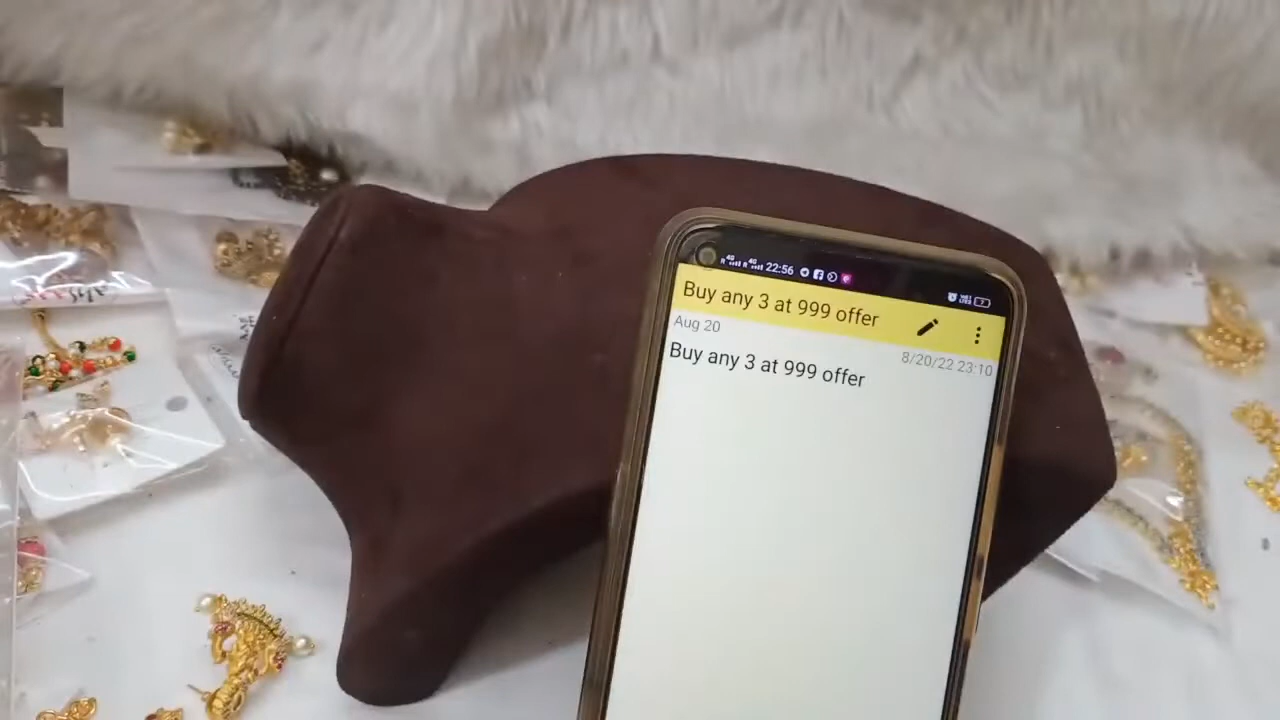 22:56
Buy any 3 at 999 offer
Aug 20
8/20/22 23:10
Buy any 3 at 999 offer